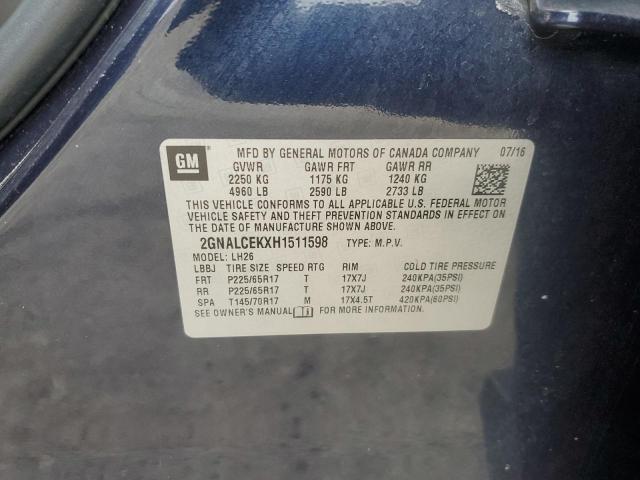 GM MFD BY GENERAL MOTORS OF CANADA COMPANY 07/16
GVWR GAWR FRT GAWR RR
2250 KG 1175 KG 1240 KG
4960 LB 2590 LB 2733 LB
THIS VEHICLE CONFORMS TO ALL APPLICABLE U.S. FEDERAL MOTOR
VEHICLE SAFETY AND THEFT PREVENTION STANDARDS IN EFFECT ON
THE DATE OF MANUFACTURE SHOWN ABOVE.
2GNALCEKXH1511598 TYPE: M.P.V.
MODEL: LH26
LBBJ TIRE SIZE SPEED RTG RIM COLD TIRE PRESSURE
FRT P225/65R17 T 17X7J 240KPA(35PSI)
RR P225/65R17 T 17X7J 240KPA(35PSI)
SPA T145/70R17 M 17X4.5T 420KPA(60PSI)
SEE OWNER'S MANUAL FOR MORE INFORMATION.